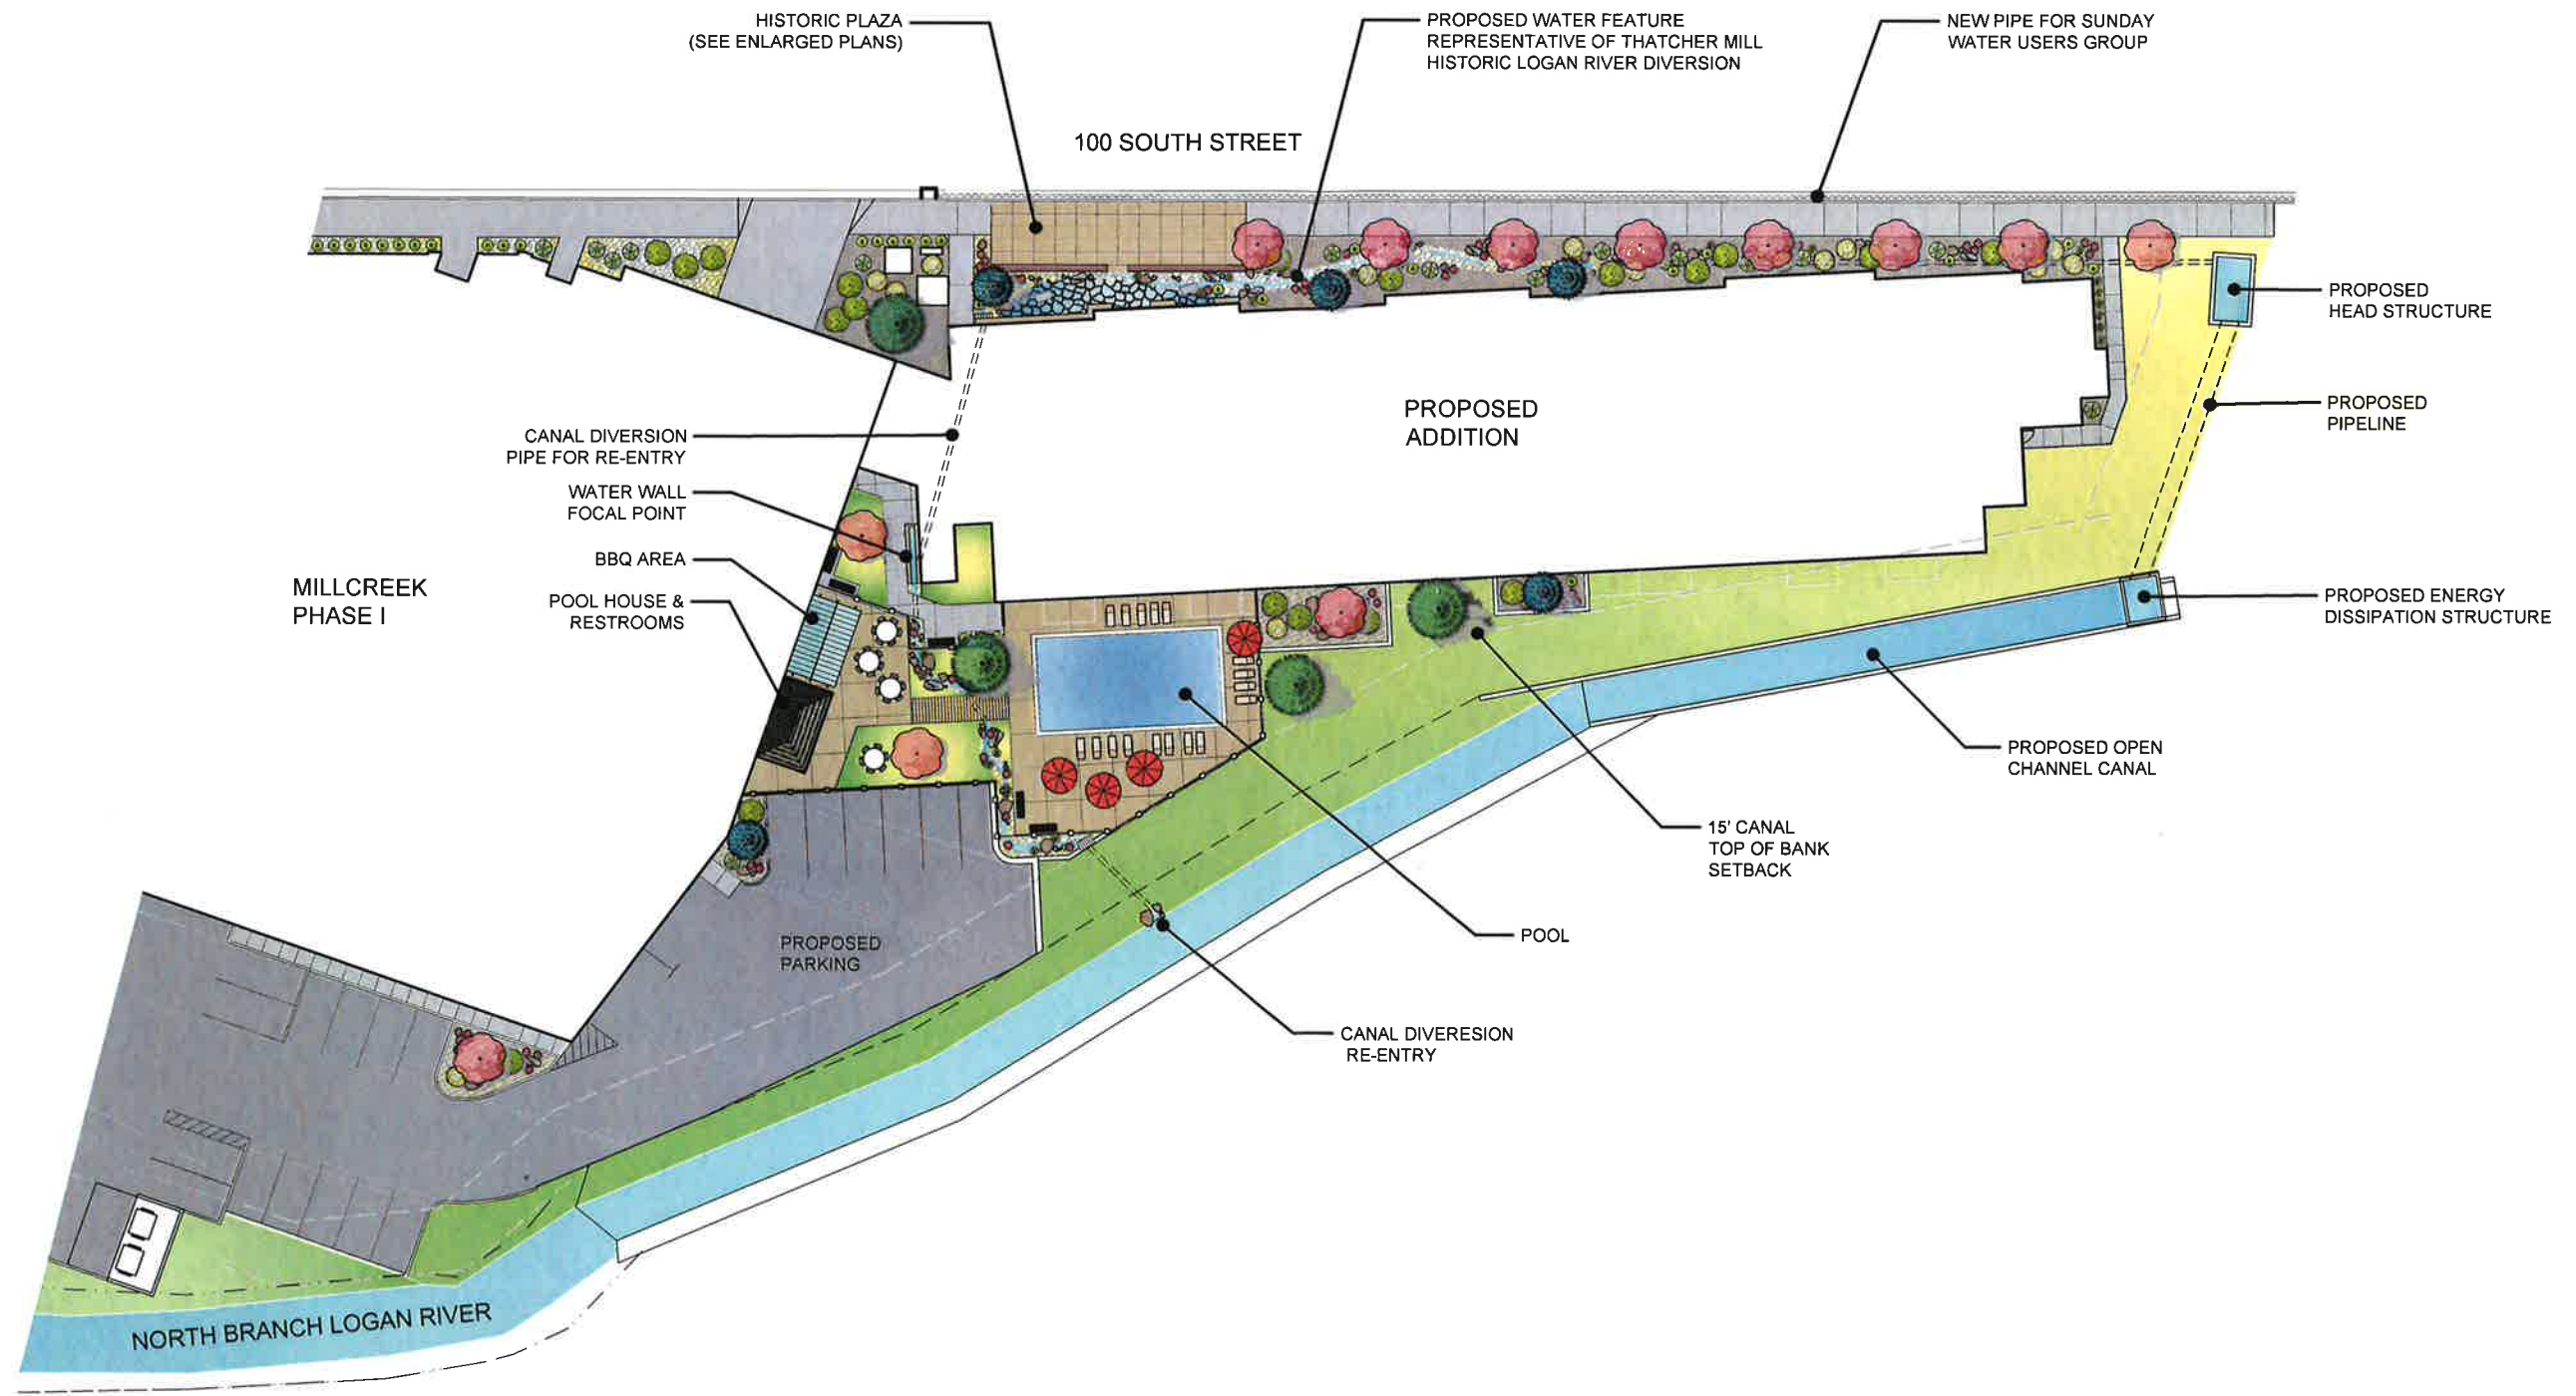 HISTORIC PLAZA
(SEE ENLARGED PLANS)
PROPOSED WATER FEATURE
REPRESENTATIVE OF THATCHER MILL
HISTORIC LOGAN RIVER DIVERSION
NEW PIPE FOR SUNDAY
WATER USERS GROUP
100 SOUTH STREET
PROPOSED
HEAD STRUCTURE
PROPOSED
PIPELINE
PROPOSED
ADDITION
CANAL DIVERSION
PIPE FOR RE-ENTRY
WATER WALL
FOCAL POINT
BBQ AREA
POOL HOUSE &
RESTROOMS
MILLCREEK
PHASE I
PROPOSED ENERGY
DISSIPATION STRUCTURE
PROPOSED OPEN
CHANNEL CANAL
15' CANAL
TOP OF BANK
SETBACK
POOL
PROPOSED
PARKING
CANAL DIVERESION
RE-ENTRY
NORTH BRANCH LOGAN RIVER